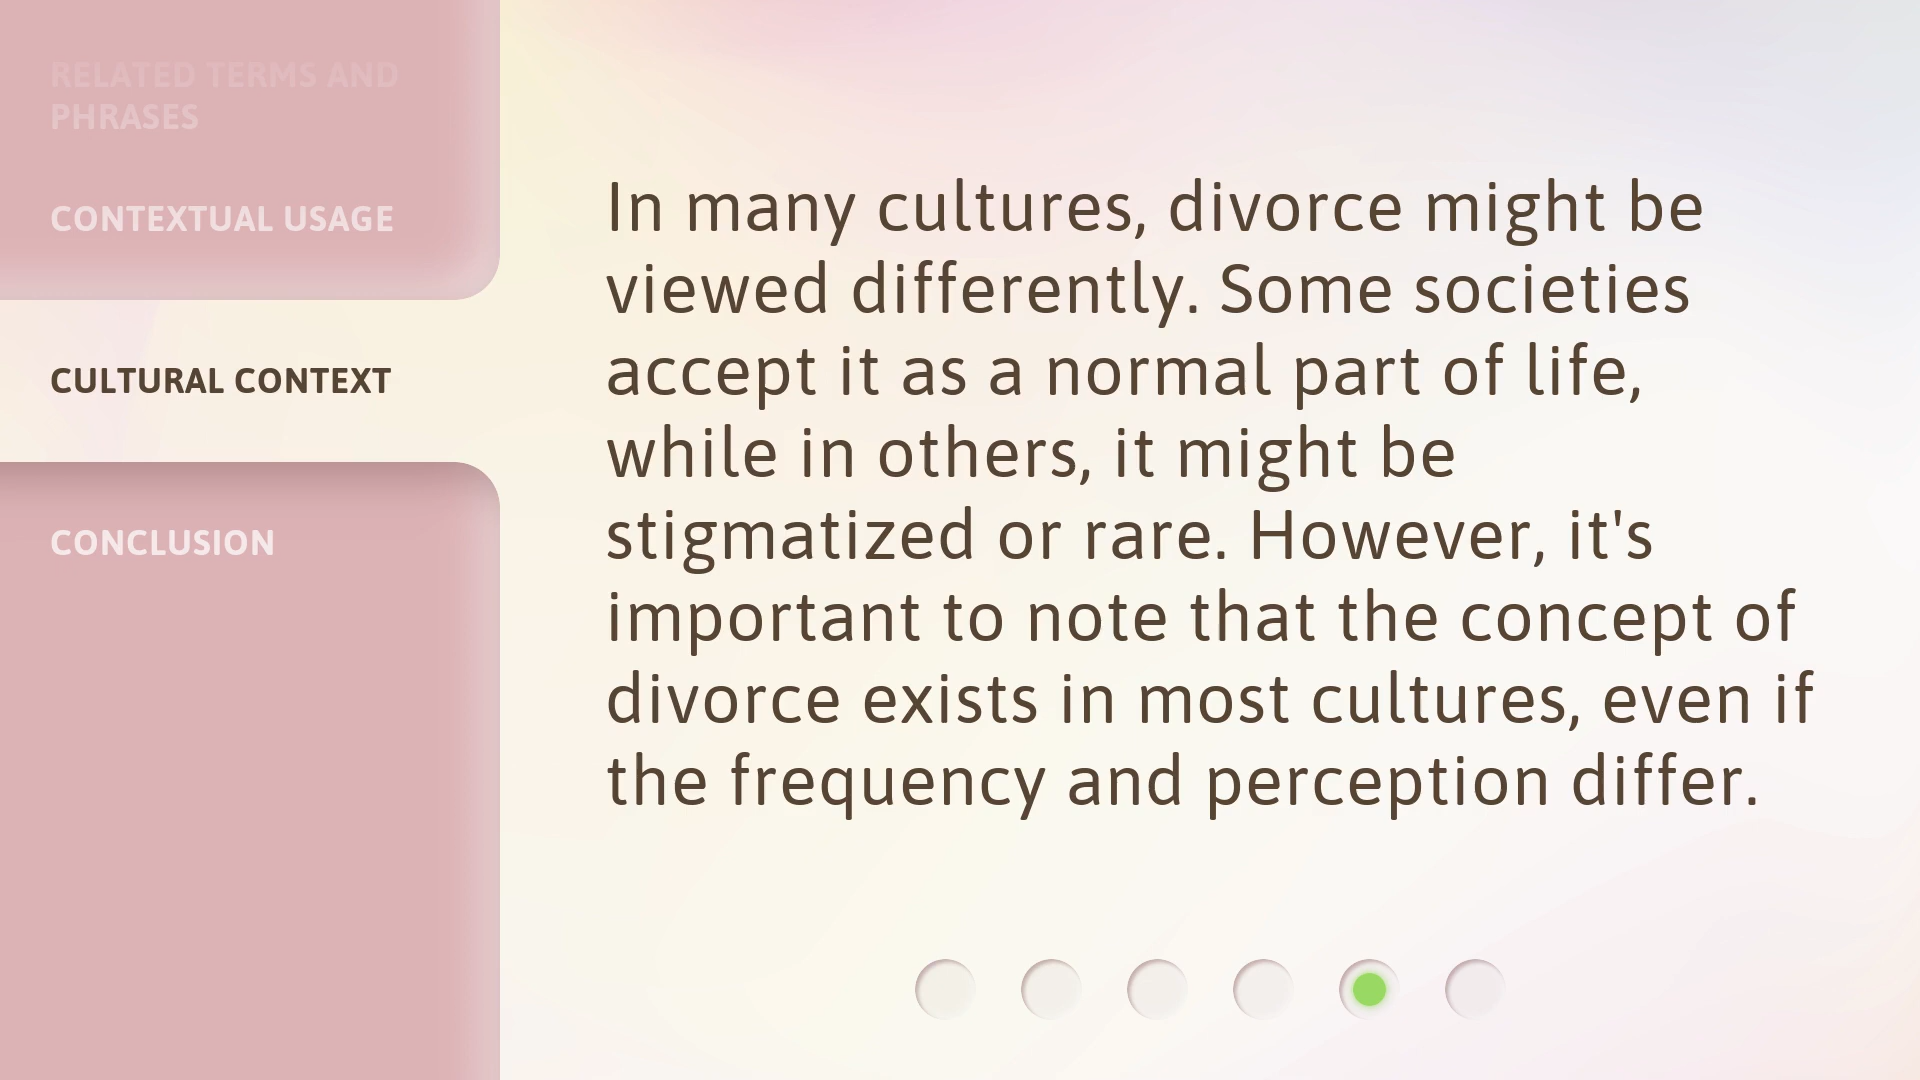 RELATED TERMS AND
PHRASES
CONTEXTUAL USAGE
CULTURAL CONTEXT
CONCLUSION
In many cultures, divorce might be
viewed differently. Some societies
accept it as a normal part of life,
while in others, it might be
stigmatized or rare. However, it's
important to note that the concept of
divorce exists in most cultures, even if
the frequency and perception differ.